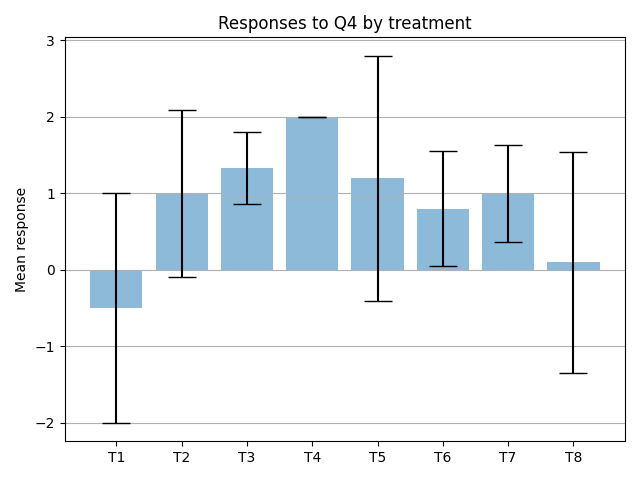 Responses to Q4 by treatment
3
2
1
0
−1
−2
Mean response
T1 T2 T3 T4 T5 T6 T7 T8